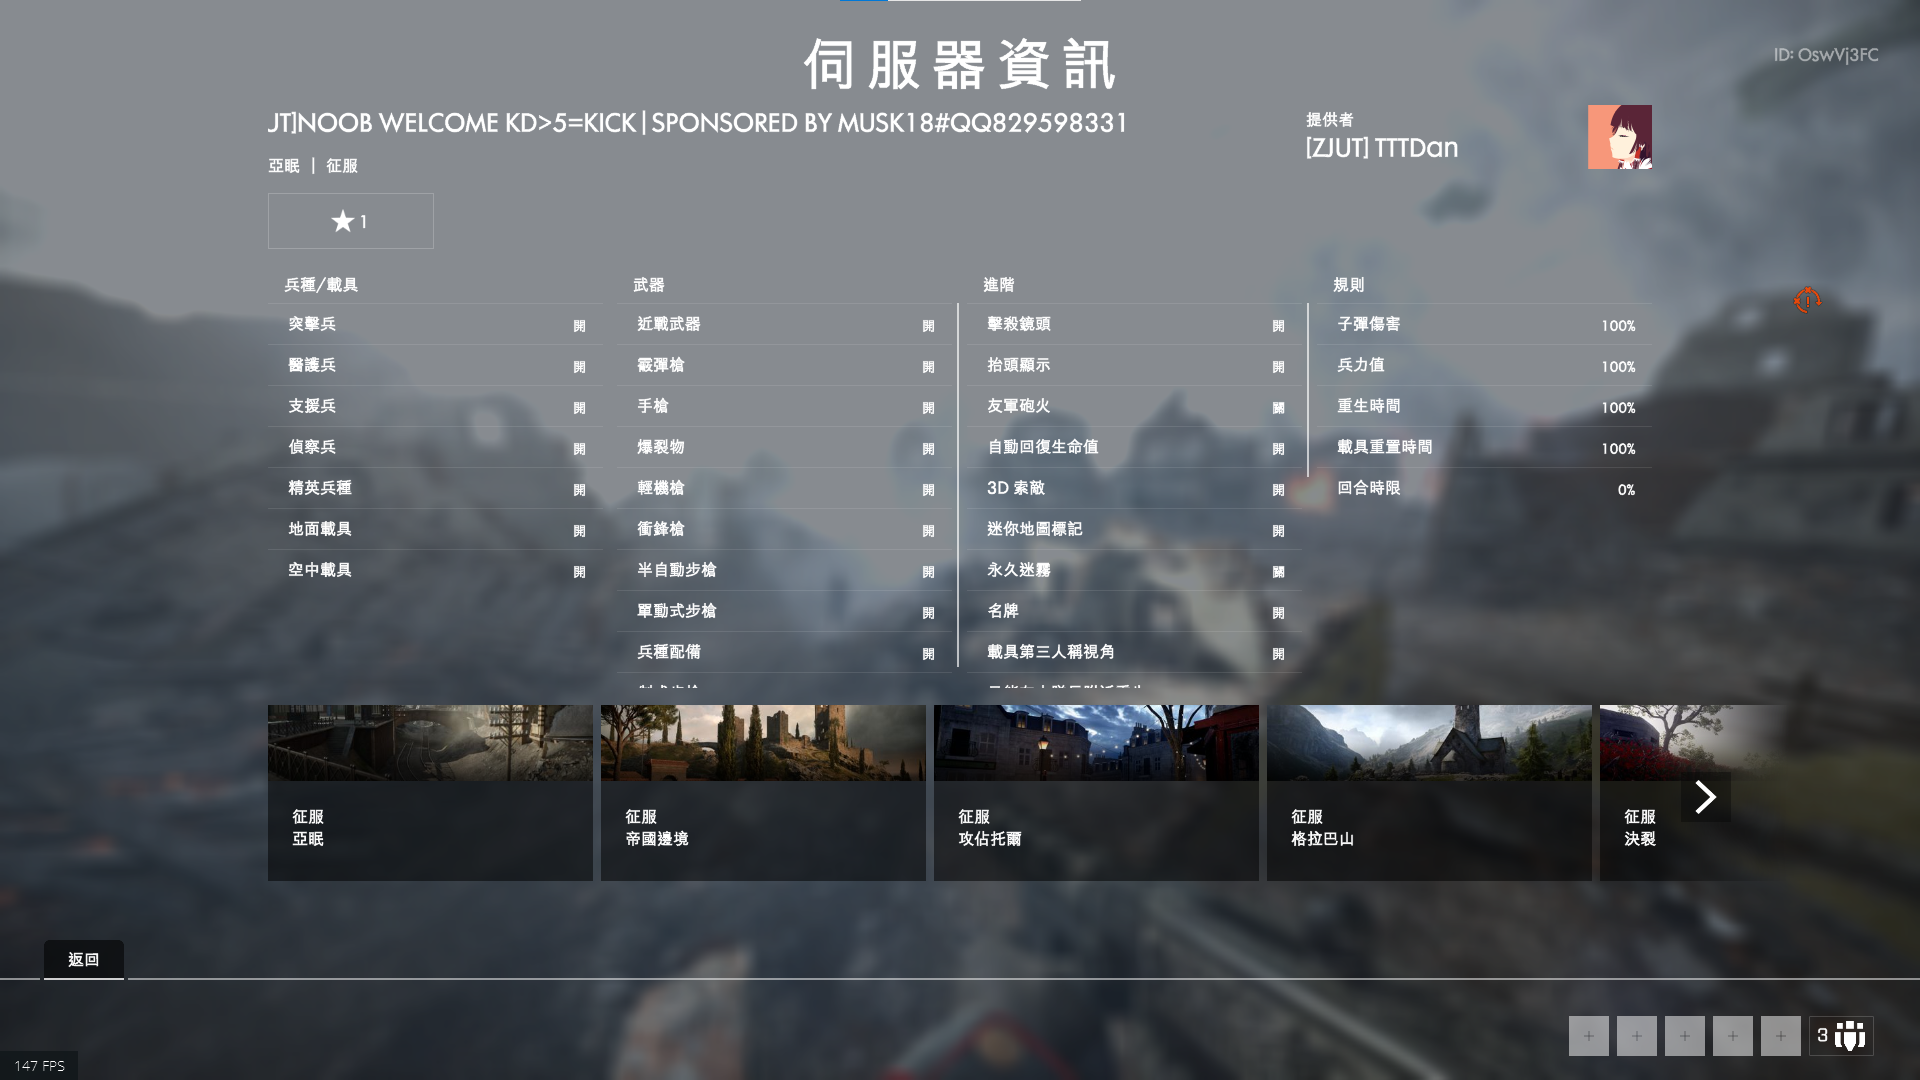 伺服器資訊
ID: OswVj3FC
JT]NOOB WELCOME KD>5=KICK|SPONSORED BY MUSK18#QQ829598331
亞眠 | 征服
提供者
[ZJUT] TTTDan
★ 1
兵種/載具
突擊兵 開
醫護兵 開
支援兵 開
偵察兵 開
精英兵種 開
地面載具 開
空中載具 開
武器
近戰武器 開
霰彈槍 開
手槍 開
爆裂物 開
輕機槍 開
衝鋒槍 開
半自動步槍 開
單動式步槍 開
兵種配備 開
進階
擊殺鏡頭 開
抬頭顯示 開
友軍砲火 關
自動回復生命值 開
3D 索敵 開
迷你地圖標記 開
永久迷霧 關
名牌 開
載具第三人稱視角 開
規則
子彈傷害 100%
兵力值 100%
重生時間 100%
載具重置時間 100%
回合時限 0%
征服
亞眠
征服
帝國邊境
征服
攻佔托爾
征服
格拉巴山
征服
決裂
返回
3
147 FPS